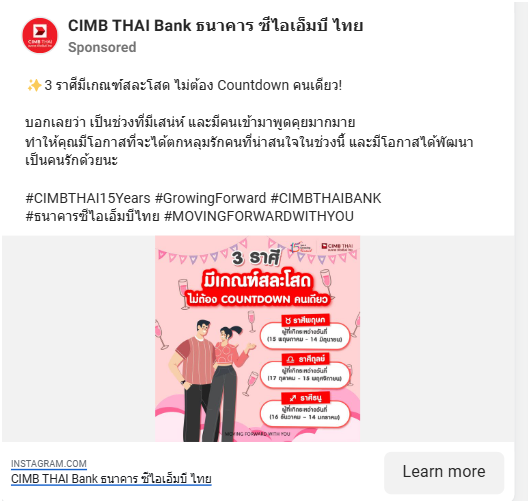 CIMB THAI Bank ธนาคาร ซีไอเอ็มบี ไทย
Sponsored
✨3 ราศีมีเกณฑ์สละโสด ไม่ต้อง Countdown คนเดียว!
บอกเลยว่า เป็นช่วงที่มีเสน่ห์ และมีคนเข้ามาพูดคุยมากมาย
ทำให้คุณมีโอกาสที่จะได้ตกหลุมรักคนที่น่าสนใจในช่วงนี้ และมีโอกาสได้พัฒนา
เป็นคนรักด้วยนะ
#CIMBTHAI15Years #GrowingForward #CIMBTHAIBANK
#ธนาคารซีไอเอ็มบีไทย #MOVINGFORWARDWITHYOU
CIMB THAI
3 ราศี
มีเกณฑ์สละโสด
ไม่ต้อง COUNTDOWN คนเดียว
ราศีพฤษภ
ผู้ที่เกิดระหว่างวันที่
(15 พฤษภาคม - 14 มิถุนายน)
ราศีตุลย์
ผู้ที่เกิดระหว่างวันที่
(17 ตุลาคม - 15 พฤศจิกายน)
ราศีธนู
ผู้ที่เกิดระหว่างวันที่
(16 ธันวาคม - 14 มกราคม)
MOVING FORWARD WITH YOU
INSTAGRAM.COM
CIMB THAI Bank ธนาคาร ซีไอเอ็มบี ไทย
Learn more